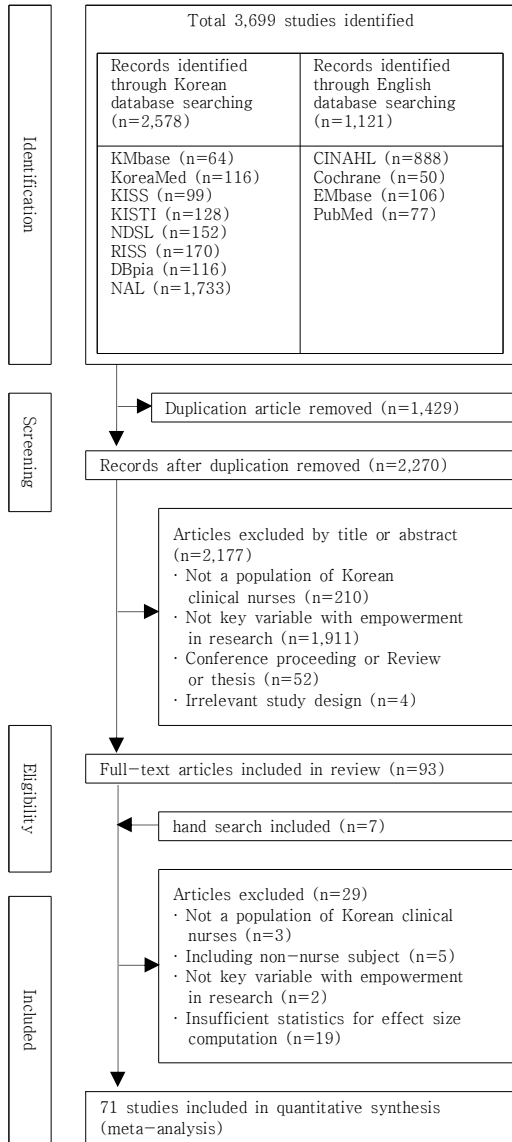 Total 3,699 studies identified
Records identified
through Korean
database searching
(n=2,578)
Records identified
through English
database searching
(n=1,121)
KMbase (n=64)
KoreaMed (n=116)
KISS (n=99)
KISTI (n=128)
NDSL (n=152)
RISS (n=170)
DBpia (n=116)
NAL (n=1,733)
CINAHL (n=888)
Cochrane (n=50)
EMbase (n=106)
PubMed (n=77)
Identification
Duplication article removed (n=1,429)
Screening
Records after duplication removed (n=2,270)
Articles excluded by title or abstract
(n=2,177)
· Not a population of Korean
clinical nurses (n=210)
· Not key variable with empowerment
in research (n=1,911)
· Conference proceeding or Review
or thesis (n=52)
· Irrelevant study design (n=4)
Eligibility
Full-text articles included in review (n=93)
hand search included (n=7)
Included
Articles excluded (n=29)
· Not a population of Korean clinical
nurses (n=3)
· Including non-nurse subject (n=5)
· Not key variable with empowerment
in research (n=2)
· Insufficient statistics for effect size
computation (n=19)
71 studies included in quantitative synthesis
(meta-analysis)